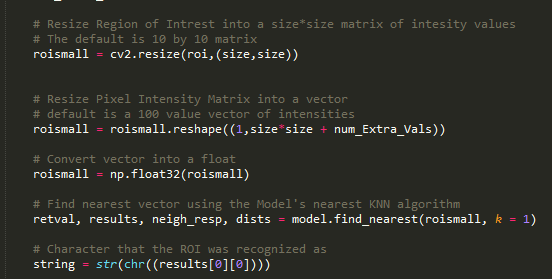 # Resize Region of Intrest into a size*size matrix of intesity values
# The default is 10 by 10 matrix
roismall = cv2.resize(roi,(size,size))
# Resize Pixel Intensity Matrix into a vector
# default is a 100 value vector of intensities
roismall = roismall.reshape((1,size*size + num_Extra_Vals))
# Convert vector into a float
roismall = np.float32(roismall)
# Find nearest vector using the Model's nearest KNN algorithm
retval, results, neigh_resp, dists = model.find_nearest(roismall, k = 1)
# Character that the ROI was recognized as
string = str(chr((results[0][0])))